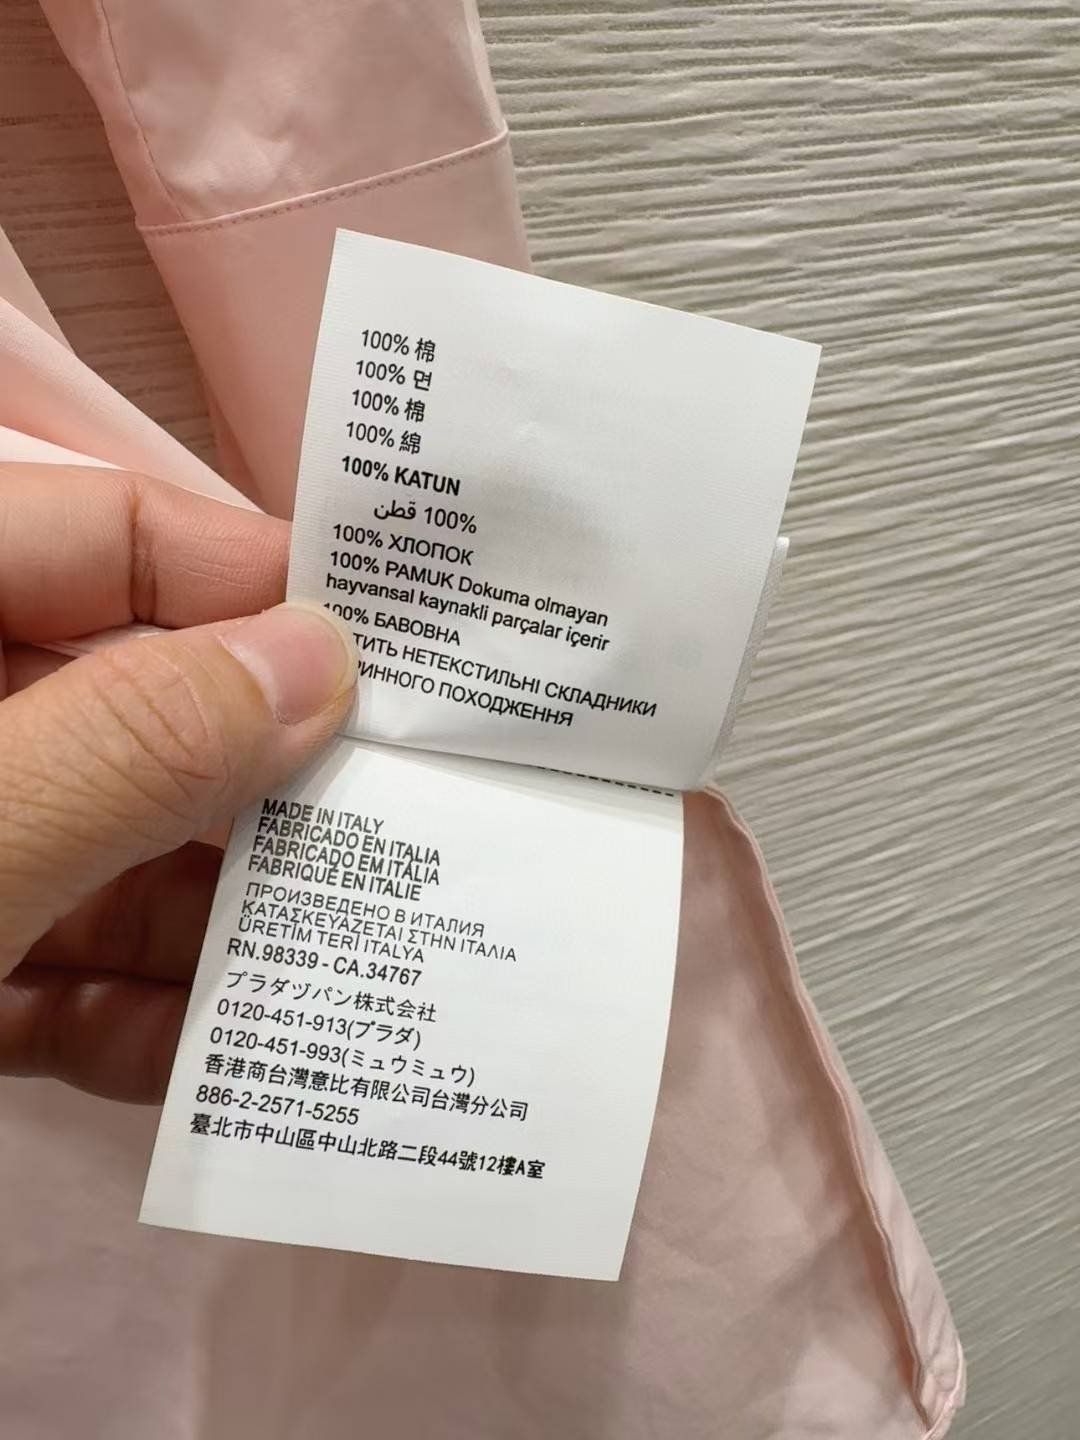 100% 棉
100% 면
100% 棉
100% 綿
100% KATUN
100% قطن
100% ХЛОПОК
100% PAMUK Dokuma olmayan
hayvansal kaynakli parçalar içerir
100% БАВОВНА
ТИТЬ НЕТЕКСТИЛЬНІ СКЛАДНИКИ
РИННОГО ПОХОДЖЕННЯ
MADE IN ITALY
FABRICADO EN ITALIA
FABRICADO EM ITÁLIA
FABRIQUÉ EN ITALIE
ПРОИЗВЕДЕНО В ИТАЛИЯ
ΚΑΤΑΣΚΕΥΆΖΕΤΑΙ ΣΤΗΝ ΙΤΑΛΙΑ
ÜRETİM TERİ ITALYA
RN.98339 - CA.34767
プラダヅパン株式会社
0120-451-913(プラダ)
0120-451-993(ミュウミュウ)
香港商台灣意比有限公司台灣分公司
886-2-2571-5255
臺北市中山區中山北路二段44號12樓A室